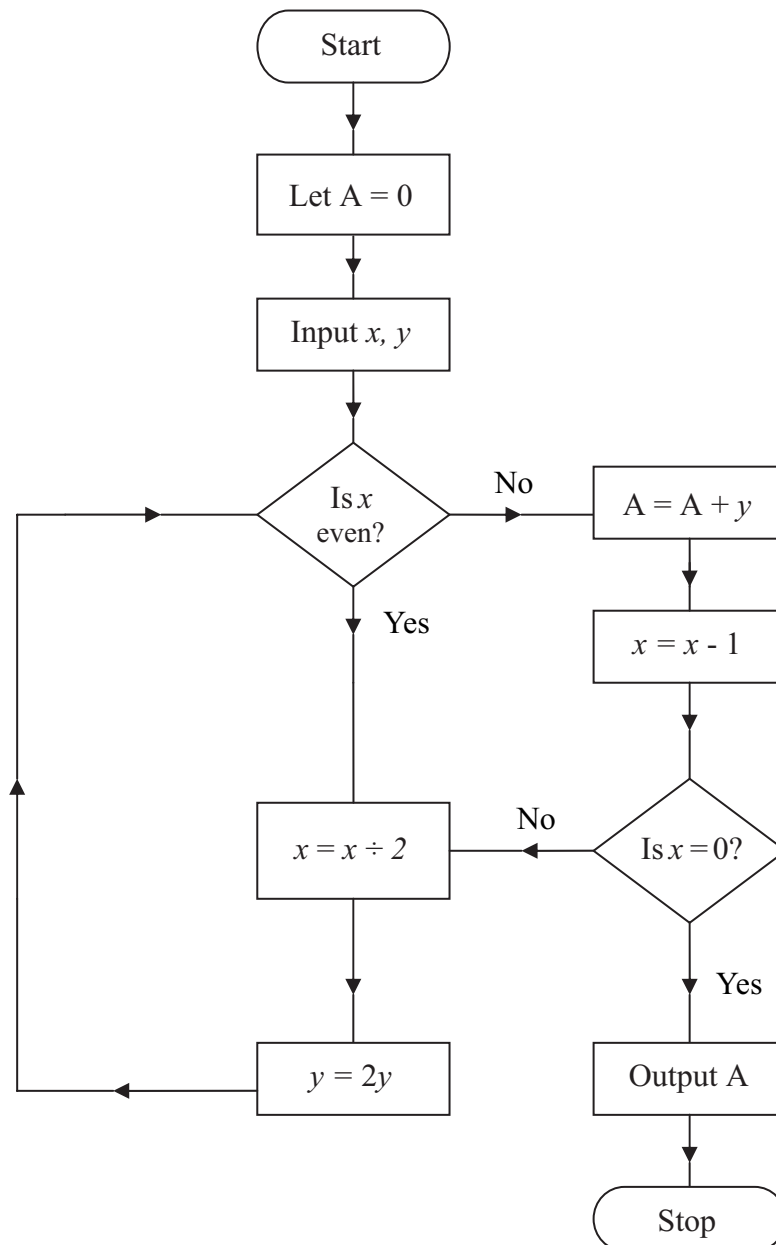 Start
Let A = 0
Input x, y
Is x
even?
No
A = A + y
Yes
x = x - 1
No
x = x ÷ 2
Is x = 0?
Yes
y = 2y
Output A
Stop